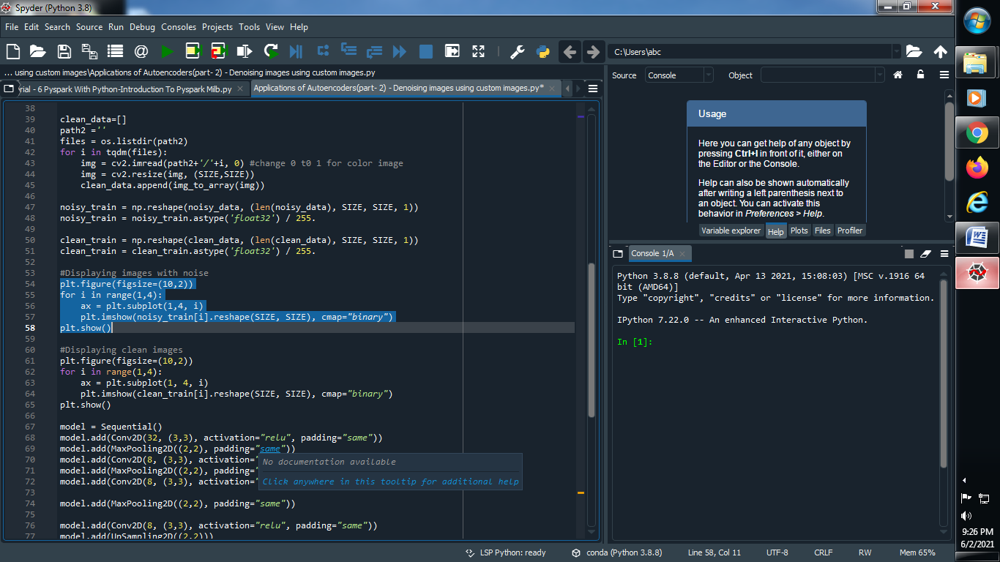 Spyder (Python 3.8)
File Edit Search Source Run Debug Consoles Projects Tools View Help
C:\Users\abc
... using custom images\Applications of Autoencoders(part- 2) - Denoising images using custom images.py
rial - 6 Pyspark With Python-Introduction To Pyspark Mlib.py
Applications of Autoencoders(part- 2) - Denoising images using custom images.py*
38
39 clean_data=[]
40 path2 =''
41 files = os.listdir(path2)
42 for i in tqdm(files):
43     img = cv2.imread(path2+'/'+i, 0) #change 0 t0 1 for color image
44     img = cv2.resize(img, (SIZE,SIZE))
45     clean_data.append(img_to_array(img))
46
47 noisy_train = np.reshape(noisy_data, (len(noisy_data), SIZE, SIZE, 1))
48 noisy_train = noisy_train.astype('float32') / 255.
49
50 clean_train = np.reshape(clean_data, (len(clean_data), SIZE, SIZE, 1))
51 clean_train = clean_train.astype('float32') / 255.
52
53 #Displaying images with noise
54 plt.figure(figsize=(10,2))
55 for i in range(1,4):
56     ax = plt.subplot(1,4, i)
57     plt.imshow(noisy_train[i].reshape(SIZE, SIZE), cmap="binary")
58 plt.show()
59
60 #Displaying clean images
61 plt.figure(figsize=(10,2))
62 for i in range(1,4):
63     ax = plt.subplot(1, 4, i)
64     plt.imshow(clean_train[i].reshape(SIZE, SIZE), cmap="binary")
65 plt.show()
66
67 model = Sequential()
68 model.add(Conv2D(32, (3,3), activation="relu", padding="same"))
69 model.add(MaxPooling2D((2,2), padding="same"))
70 model.add(Conv2D(8, (3,3), activation="
71 model.add(MaxPooling2D((2,2), padding="
72 model.add(Conv2D(8, (3,3), activation="
73
74 model.add(MaxPooling2D((2,2), padding="same"))
75
76 model.add(Conv2D(8, (3,3), activation="relu", padding="same"))
77 model.add(UpSampling2D((2,2)))
No documentation available
Click anywhere in this tooltip for additional help
Source Console Object
Usage
Here you can get help of any object by
pressing Ctrl+I in front of it, either on
the Editor or the Console.
Help can also be shown automatically
after writing a left parenthesis next to
an object. You can activate this
behavior in Preferences > Help.
Variable explorer Help Plots Files Profiler
Console 1/A
Python 3.8.8 (default, Apr 13 2021, 15:08:03) [MSC v.1916 64
bit (AMD64)]
Type "copyright", "credits" or "license" for more information.
IPython 7.22.0 -- An enhanced Interactive Python.
In [1]:
LSP Python: ready conda (Python 3.8.8) Line 58, Col 11 UTF-8 CRLF RW Mem 65%
9:26 PM
6/2/2021